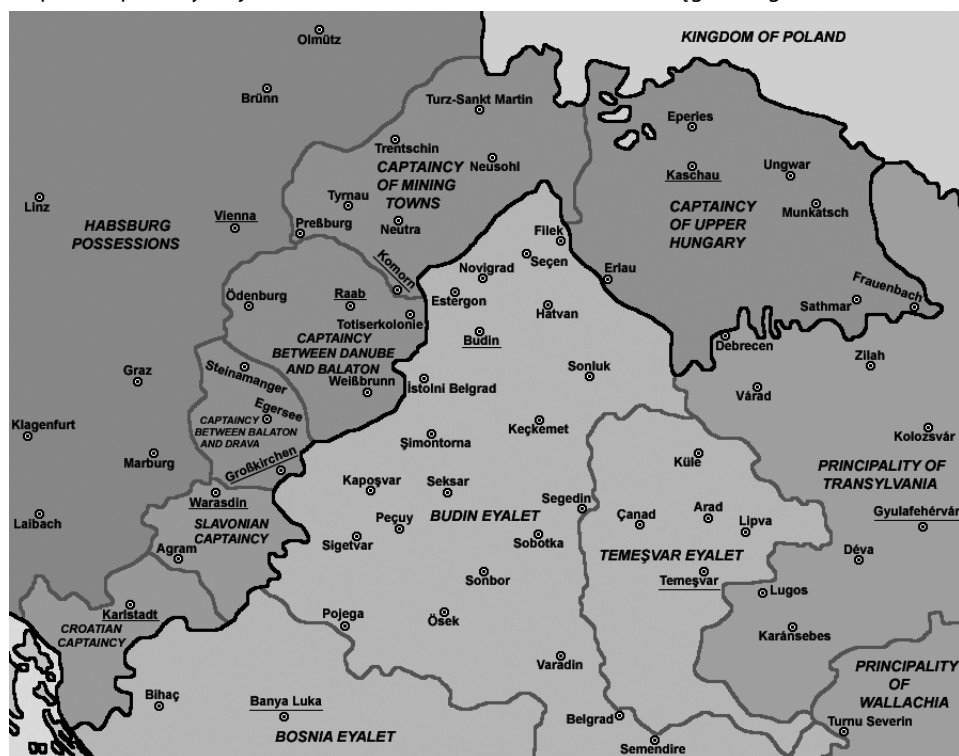 Olmütz
KINGDOM OF POLAND
Brünn
Turz-Sankt Martin
Eperies
Trentschin
CAPTAINCY
OF MINING
TOWNS
Neusohl
Kaschau
Ungwar
Linz
Tyrnau
Munkatsch
CAPTAINCY
OF UPPER
HUNGARY
HABSBURG
POSSESSIONS
Vienna
Preßburg
Neutra
Filek
Seçen
Komorn
Novigrad
Erlau
Frauenbach
Ödenburg
Raab
Estergon
Hatvan
Sathmar
Totiserkolonie
Budin
CAPTAINCY
BETWEEN DANUBE
AND BALATON
Debrecen
Zilah
Steinamanger
Graz
Weißbrunn
İstolni Belgrad
Sonluk
Várad
Egersee
CAPTAINCY
BETWEEN BALATON
AND DRAVA
Klagenfurt
Şimontorna
Keçkemet
Kolozsvár
Marburg
Großkirchen
Küle
PRINCIPALITY OF
TRANSYLVANIA
Kapoşvar
Seksar
Warasdin
Segedin
Gyulafehérvár
Laibach
SLAVONIAN
CAPTAINCY
Peçuy
BUDIN EYALET
Çanad
Arad
Lipva
Agram
Sigetvar
Sobotka
TEMEŞVAR EYALET
Déva
Temeşvar
Sonbor
Lugos
Karlstadt
CROATIAN
CAPTAINCY
Pojega
Ösek
Karánsebes
Varadin
PRINCIPALITY
OF
WALLACHIA
Bihaç
Banya Luka
Belgrad
Turnu Severin
BOSNIA EYALET
Semendire